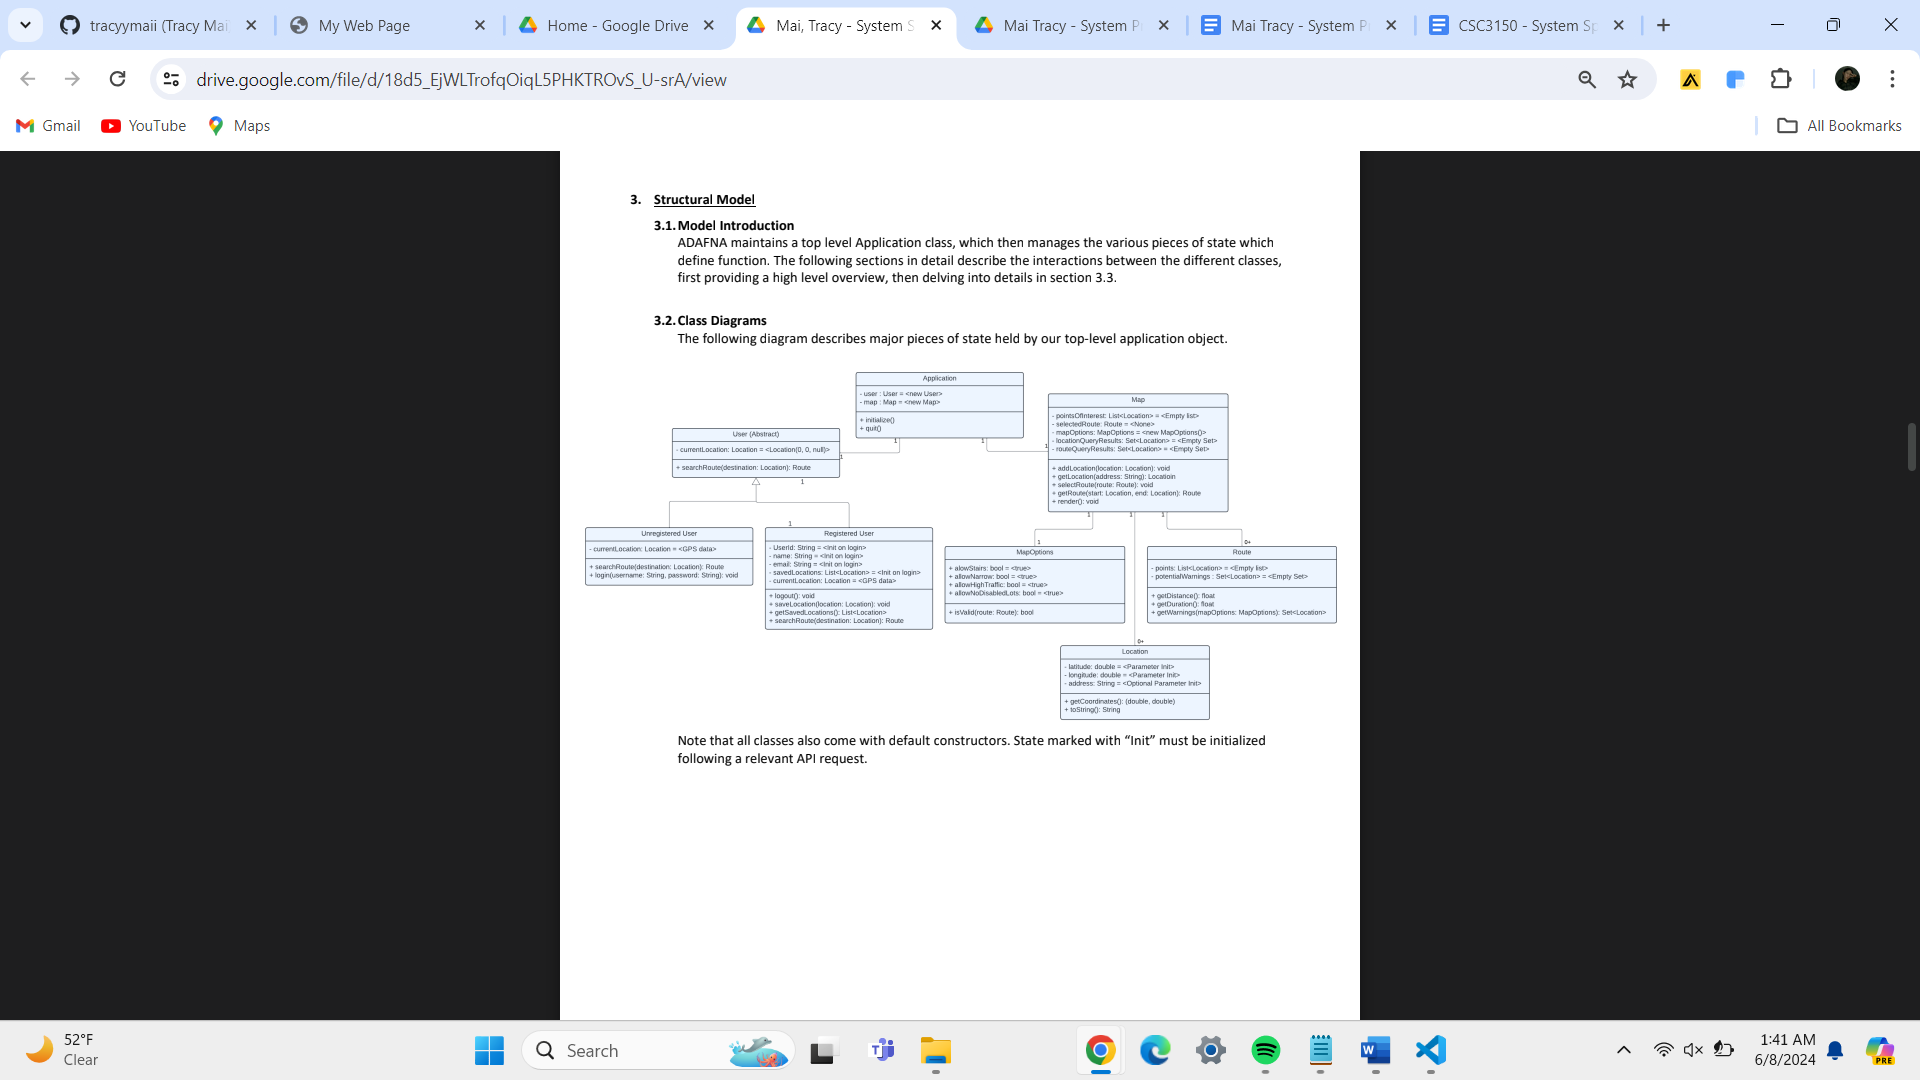 tracyymaii (Tracy Mai
My Web Page
Home - Google Drive
Mai, Tracy - System S
Mai Tracy - System P
Mai Tracy - System P
CSC3150 - System Sp
drive.google.com/file/d/18d5_EjWLTrofqOiqL5PHKTROvS_U-srA/view
Gmail
YouTube
Maps
All Bookmarks
3. Structural Model
3.1. Model Introduction
ADAFNA maintains a top level Application class, which then manages the various pieces of state which
define function. The following sections in detail describe the interactions between the different classes,
first providing a high level overview, then delving into details in section 3.3.
3.2. Class Diagrams
The following diagram describes major pieces of state held by our top-level application object.
Application
- user : User = <new User>
- map : Map = <new Map>
+ initialize()
+ quit()
1
1
Map
- pointsOfInterest: List<Location> = <Empty list>
- selectedRoute: Route = <None>
- mapOptions: MapOptions = <new MapOptions()>
- locationQueryResults: Set<Location> = <Empty Set>
- routeQueryResults: Set<Location> = <Empty Set>
+ addLocation(location: Location): void
+ getLocation(address: String): Locatioin
+ selectRoute(route: Route): void
+ getRoute(start: Location, end: Location): Route
+ render(): void
1
1
1
1
User (Abstract)
- currentLocation: Location = <Location(0, 0, null)>
+ searchRoute(destination: Location): Route
1
1
1
Unregistered User
- currentLocation: Location = <GPS data>
+ searchRoute(destination: Location): Route
+ login(username: String, password: String): void
Registered User
- UserId: String = <Init on login>
- name: String = <Init on login>
- email: String = <Init on login>
- savedLocations: List<Location> = <Init on login>
- currentLocation: Location = <GPS data>
+ logout(): void
+ saveLocation(location: Location): void
+ getSavedLocations(): List<Location>
+ searchRoute(destination: Location): Route
1
MapOptions
+ alowStairs: bool = <true>
+ allowNarrow: bool = <true>
+ allowHighTraffic: bool = <true>
+ allowNoDisabledLots: bool = <true>
+ isValid(route: Route): bool
0+
Route
- points: List<Location> = <Empty list>
- potentialWarnings : Set<Location> = <Empty Set>
+ getDistance(): float
+ getDuration(): float
+ getWarnings(mapOptions: MapOptions): Set<Location>
0+
Location
- latitude: double = <Parameter Init>
- longitude: double = <Parameter Init>
- address: String = <Optional Parameter Init>
+ getCoordinates(): (double, double)
+ toString(): String
Note that all classes also come with default constructors. State marked with “Init” must be initialized
following a relevant API request.
52°F
Clear
Search
1:41 AM
6/8/2024
PRE